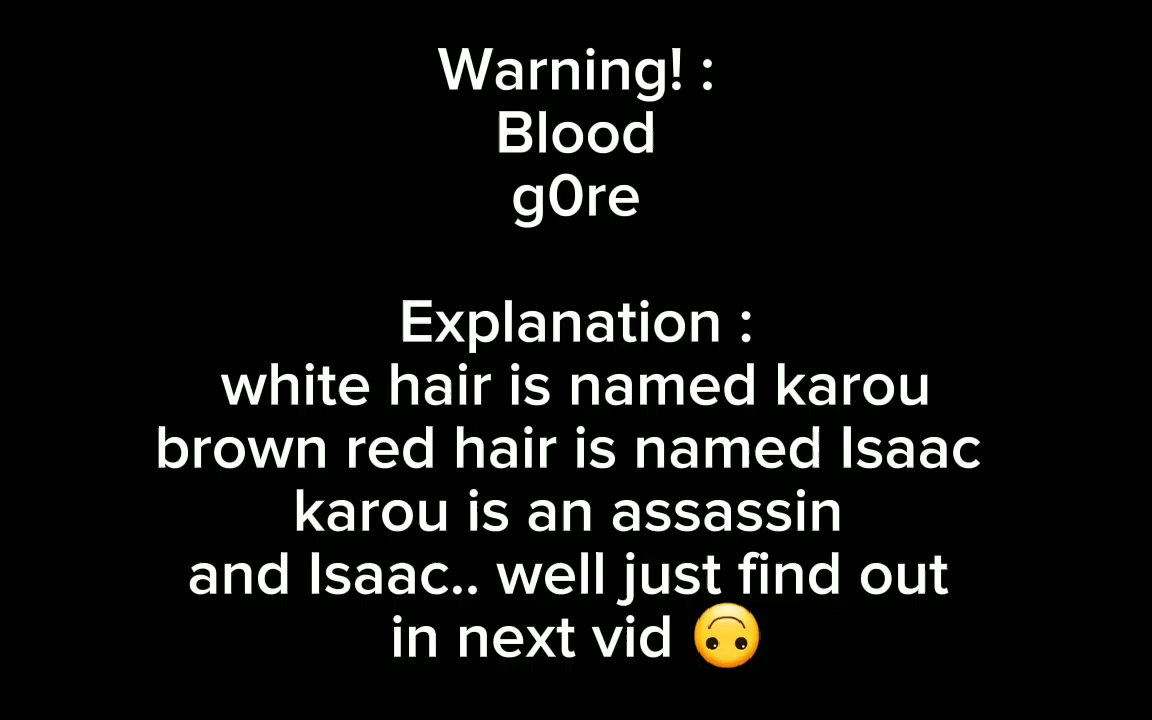 Warning! :
Blood
g0re
Explanation :
white hair is named karou
brown red hair is named Isaac
karou is an assassin
and Isaac.. well just find out
in next vid 🙃